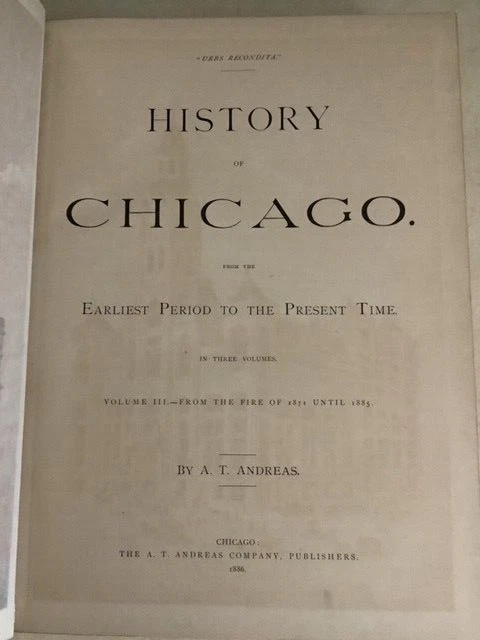 "URBS RECONDITA."
HISTORY
OF
CHICAGO.
FROM THE
EARLIEST PERIOD TO THE PRESENT TIME.
IN THREE VOLUMES.
VOLUME III.—FROM THE FIRE OF 1871 UNTIL 1885.
BY A. T. ANDREAS.
CHICAGO:
THE A. T. ANDREAS COMPANY, PUBLISHERS.
1886.